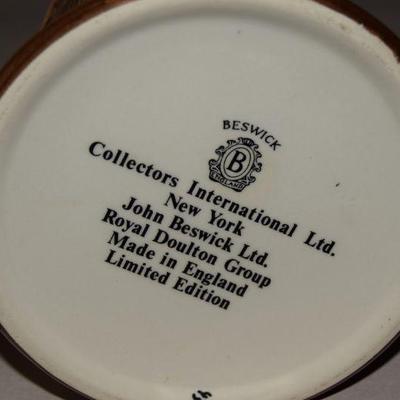 BESWICK
B
ENGLAND
Collectors International Ltd.
New York
John Beswick Ltd.
Royal Doulton Group
Made in England
Limited Edition